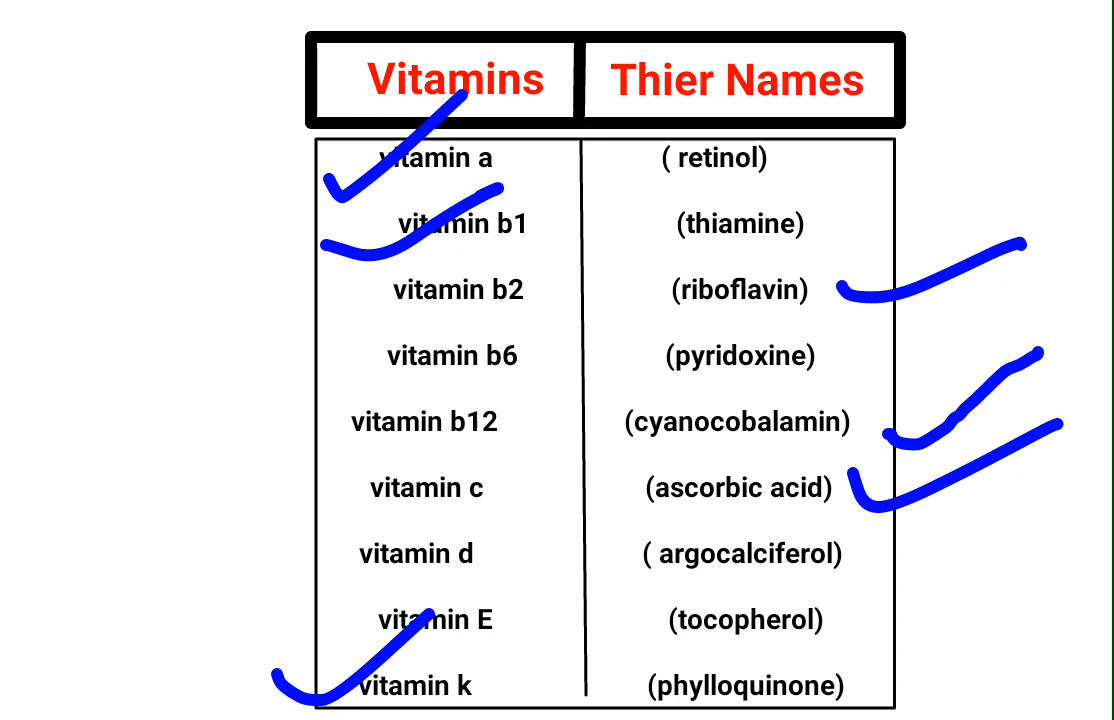 Vitamins Thier Names
vitamin a ( retinol)
vitamin b1 (thiamine)
vitamin b2 (riboflavin)
vitamin b6 (pyridoxine)
vitamin b12 (cyanocobalamin)
vitamin c (ascorbic acid)
vitamin d ( argocalciferol)
vitamin E (tocopherol)
vitamin k (phylloquinone)